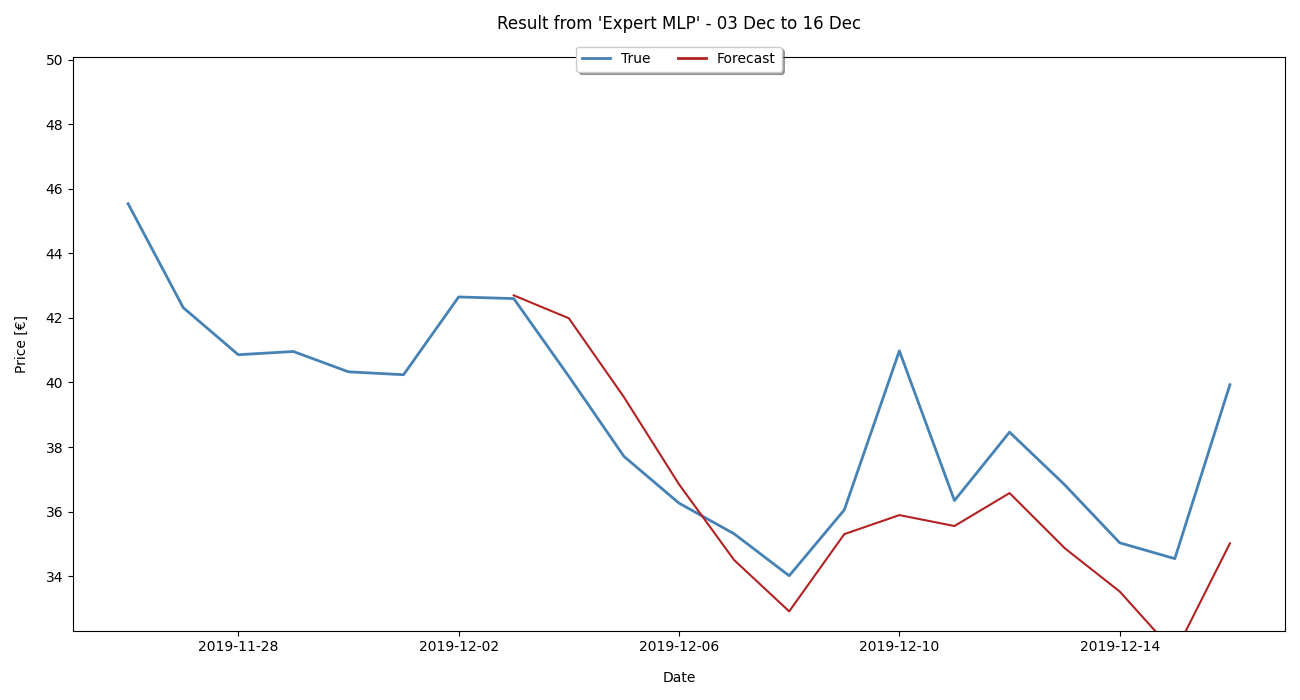 Result from 'Expert MLP' - 03 Dec to 16 Dec
True Forecast
50
48
46
44
42
40
38
36
34
Price [€]
2019-11-28 2019-12-02 2019-12-06 2019-12-10 2019-12-14
Date